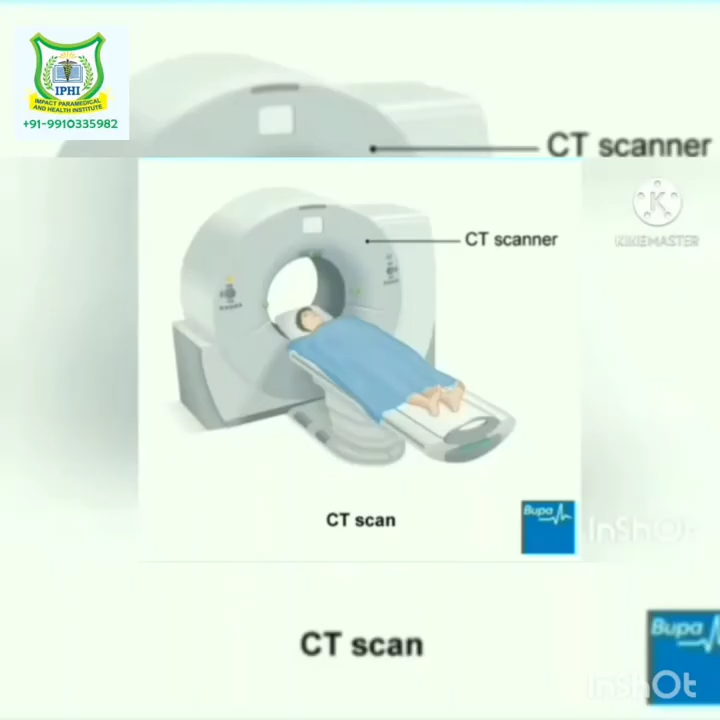 IPHI
IMPACT PARAMEDICAL
AND HEALTH INSTITUTE
+91-9910335982
CT scanner
KINEMASTER
CT scanner
CT scan
Bupa
InShOt
CT scan
Bupa
InShOt